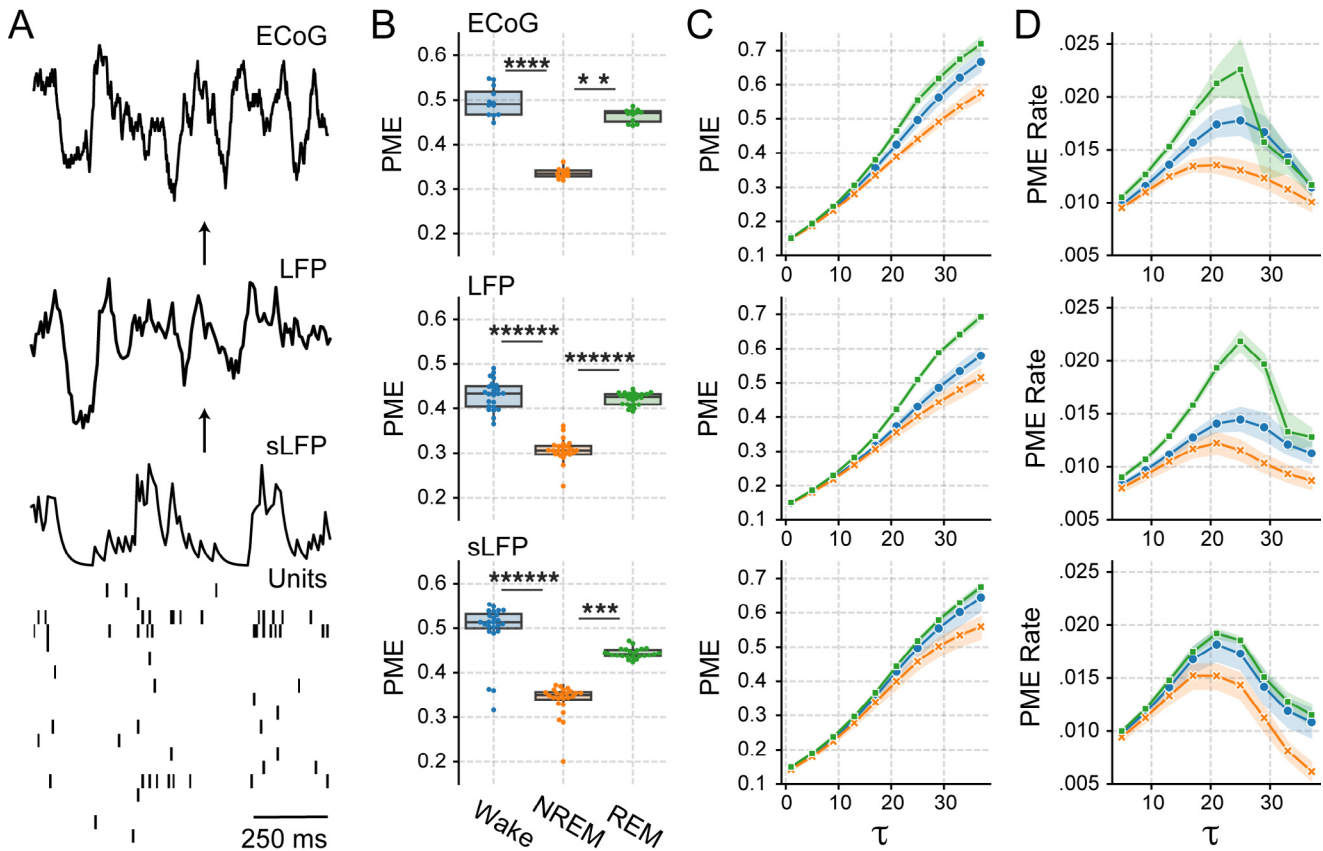 A
ECoG
LFP
sLFP
Units
250 ms
B
ECoG
0.6
0.5
0.3
0.2
PME
****
* *
LFP
0.6
0.5
0.4
0.3
0.2
PME
******
******
sLFP
0.6
0.5
0.4
0.3
0.2
PME
******
***
Wake
NREM
REM
C
0.7
0.6
0.5
0.4
0.3
0.2
0.1
PME
0 10 20 30
0.7
0.6
0.5
0.4
0.3
0.2
0.1
PME
0 10 20 30
0.7
0.6
0.5
0.4
0.3
0.2
0.1
PME
0 10 20 30
τ
D
.025
.020
.015
.010
.005
PME Rate
10 20 30
.025
.020
.015
.010
.005
PME Rate
10 20 30
.025
.020
.015
.010
.005
PME Rate
10 20 30
τ